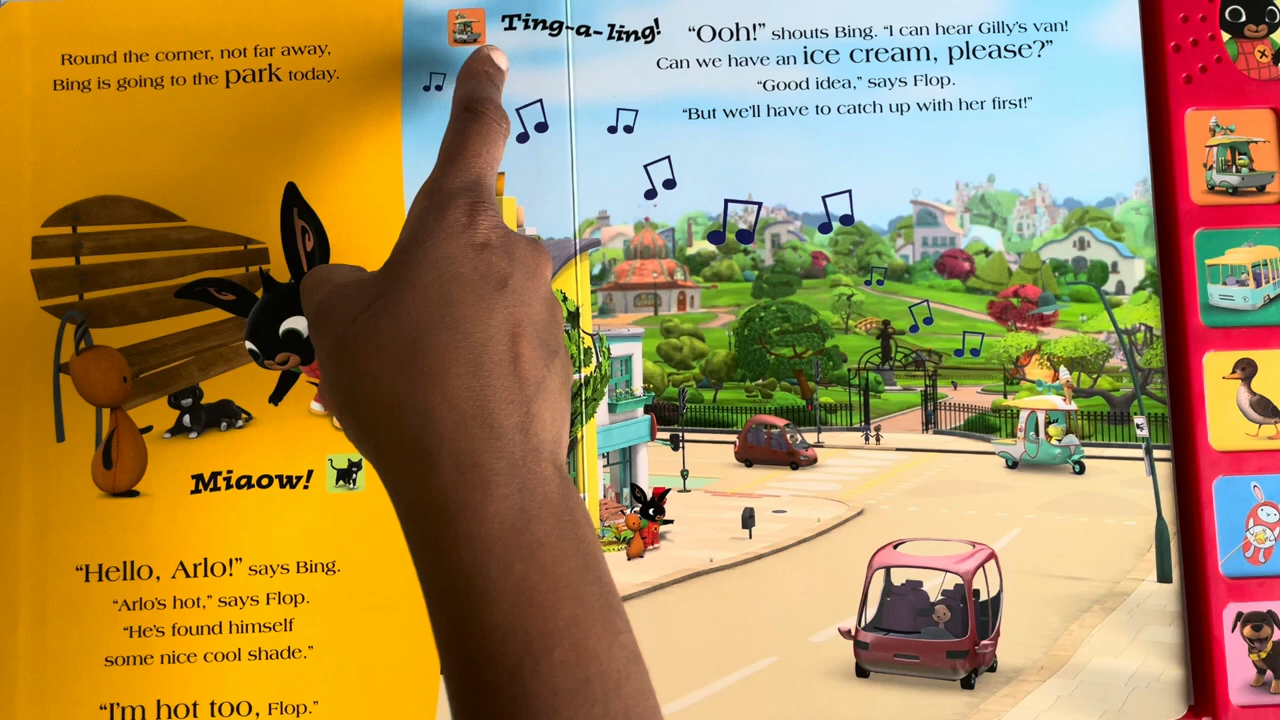 Round the corner, not far away,
Bing is going to the park today.
Miaow!
“Hello, Arlo!” says Bing.
“Arlo’s hot,” says Flop.
“He’s found himself
some nice cool shade.”
“I’m hot too, Flop.”
Ting-a-ling!
“Ooh!” shouts Bing. “I can hear Gilly’s van!
Can we have an ice cream, please?”
“Good idea,” says Flop.
“But we’ll have to catch up with her first!”